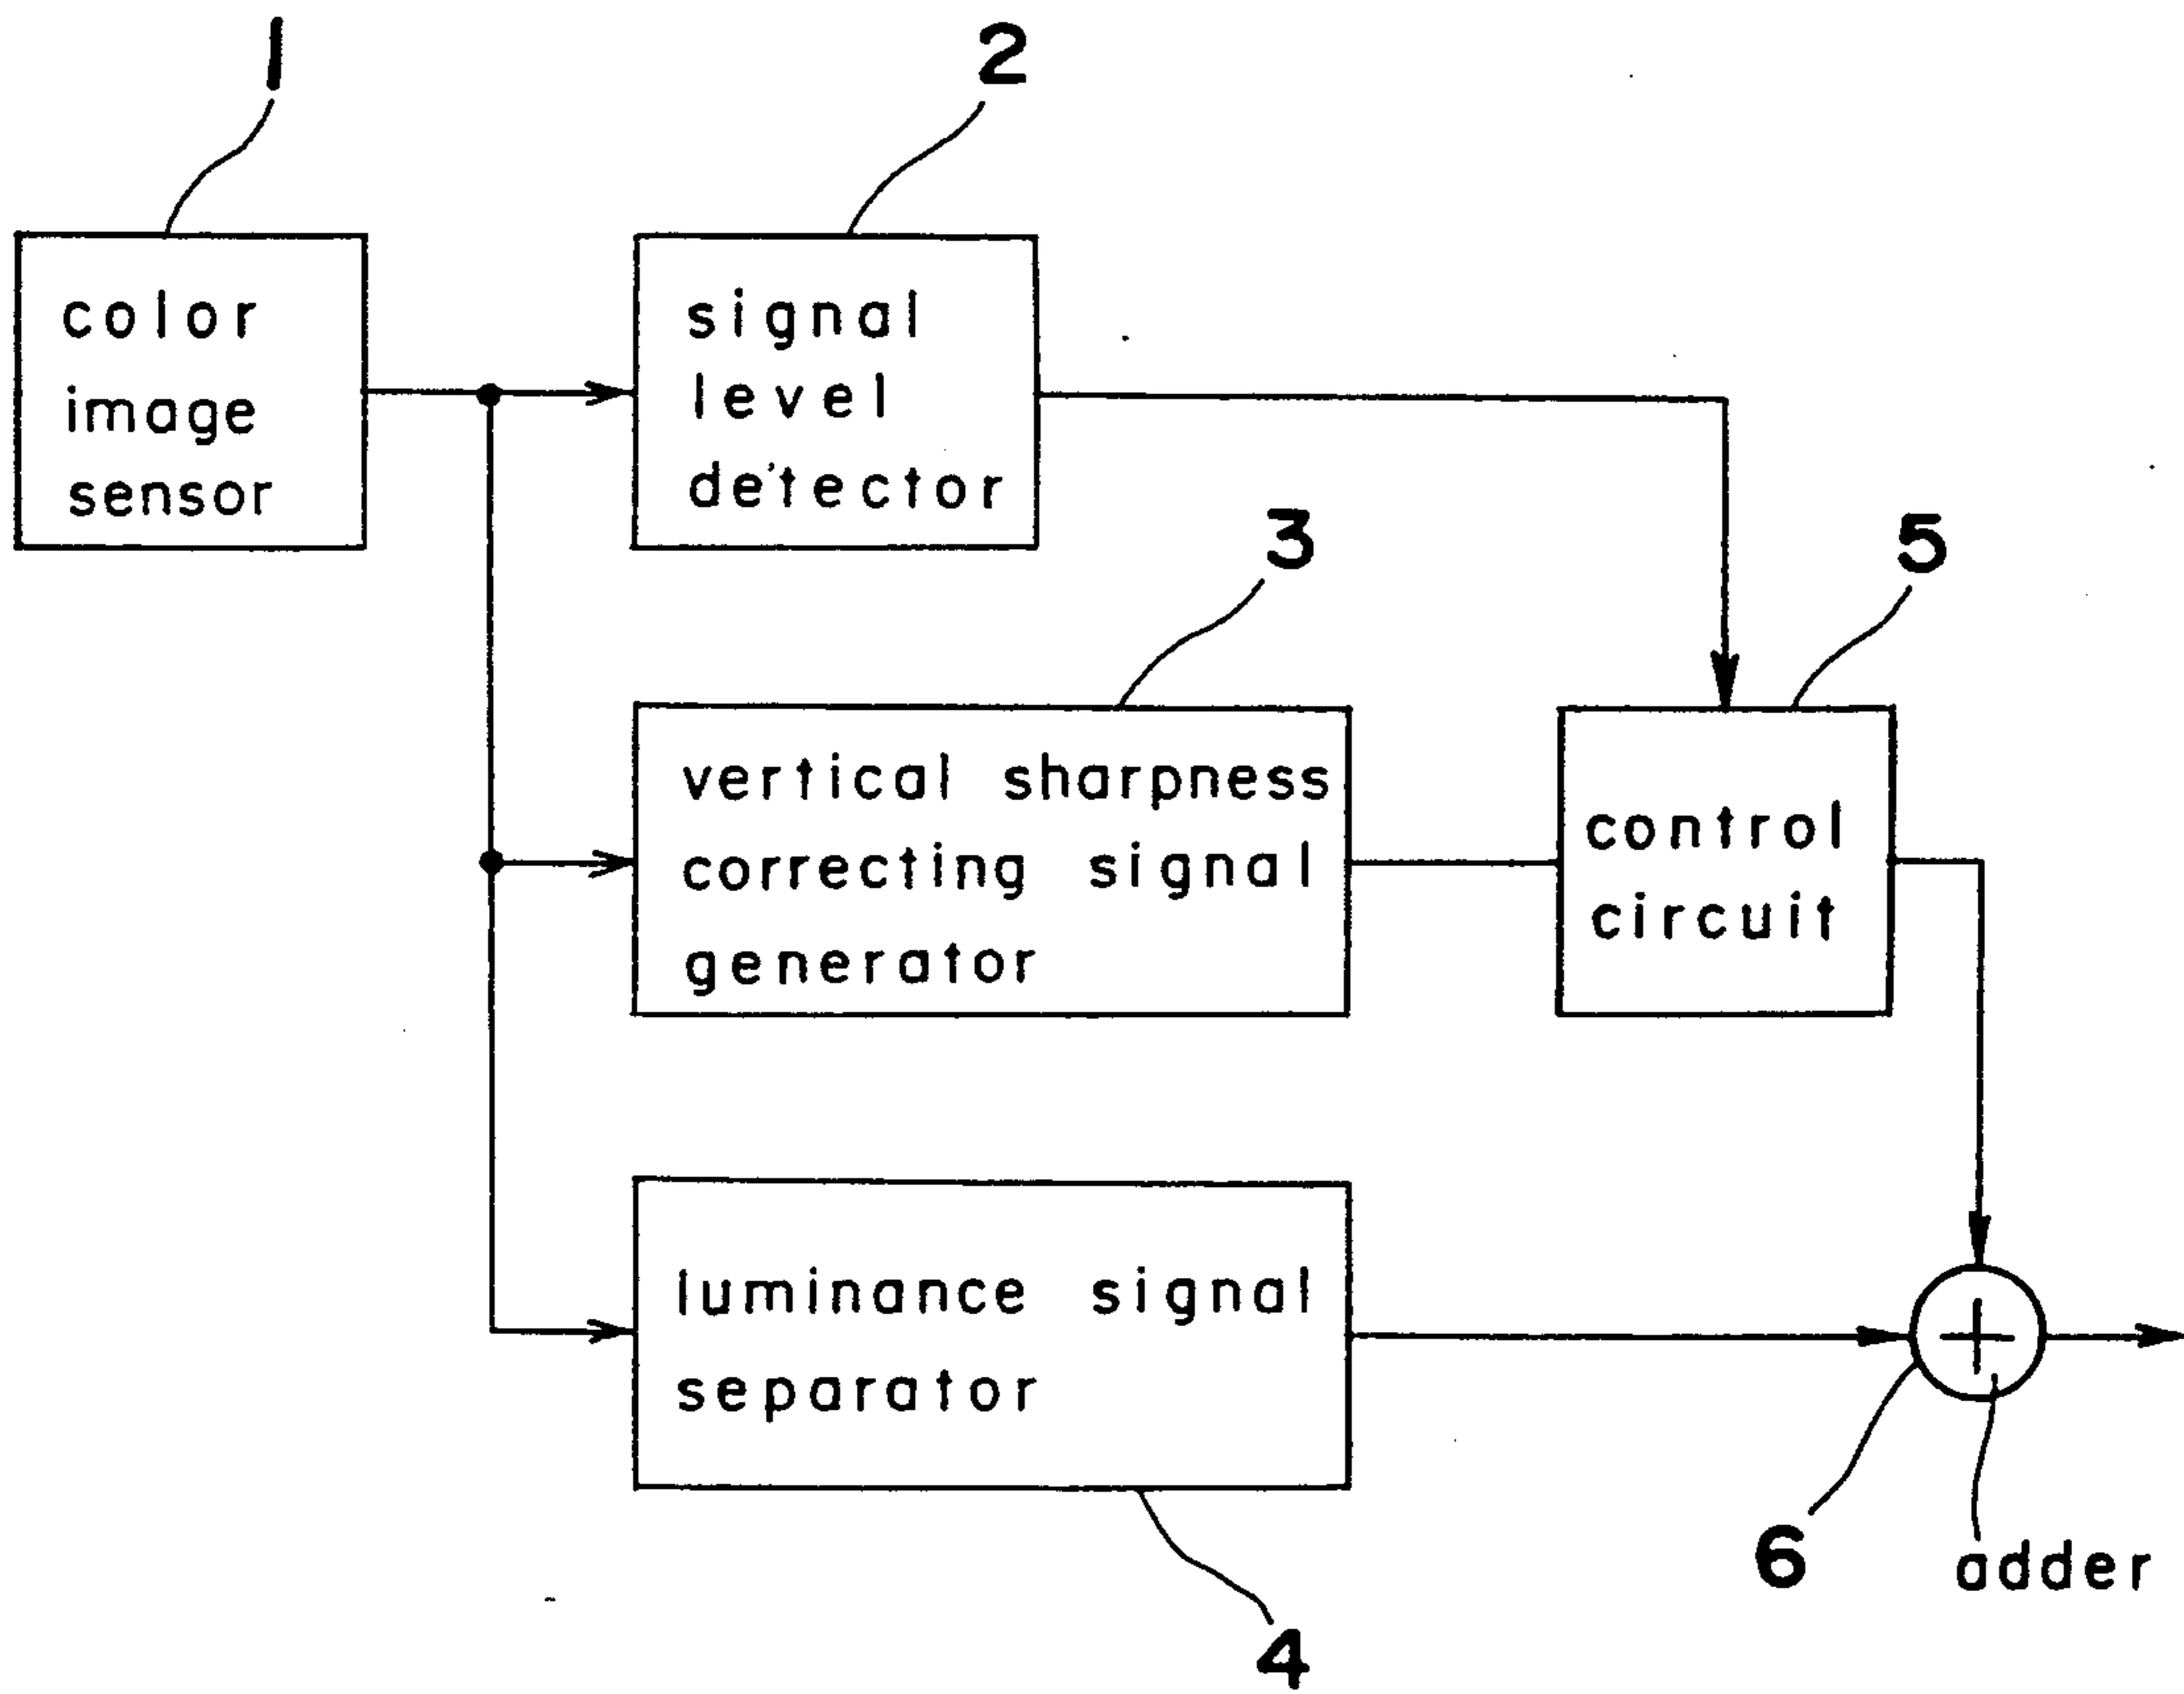 1
2
color
image
sensor
signal
level
detector
3
5
vertical sharpness
correcting signal
generator
control
circuit
luminance signal
separator
6
adder
4